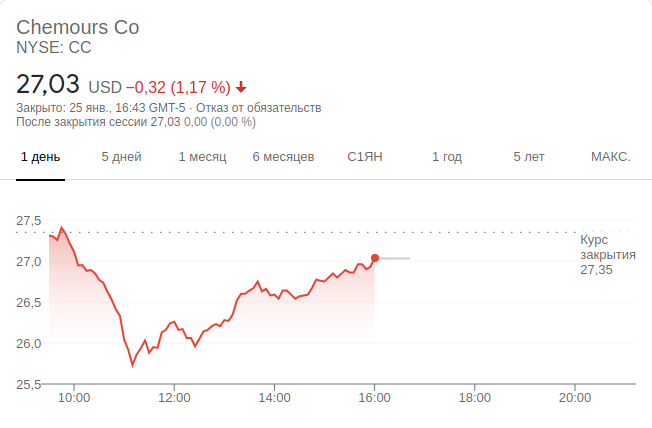 Chemours Co
NYSE: CC
27,03 USD −0,32 (1,17 %)
Закрыто: 25 янв., 16:43 GMT-5 · Отказ от обязательств
После закрытия сессии 27,03 0,00 (0,00 %)
1 день 5 дней 1 месяц 6 месяцев С1ЯН 1 год 5 лет МАКС.
27,5
27,0
26,5
26,0
25,5
Курс
закрытия
27,35
10:00 12:00 14:00 16:00 18:00 20:00